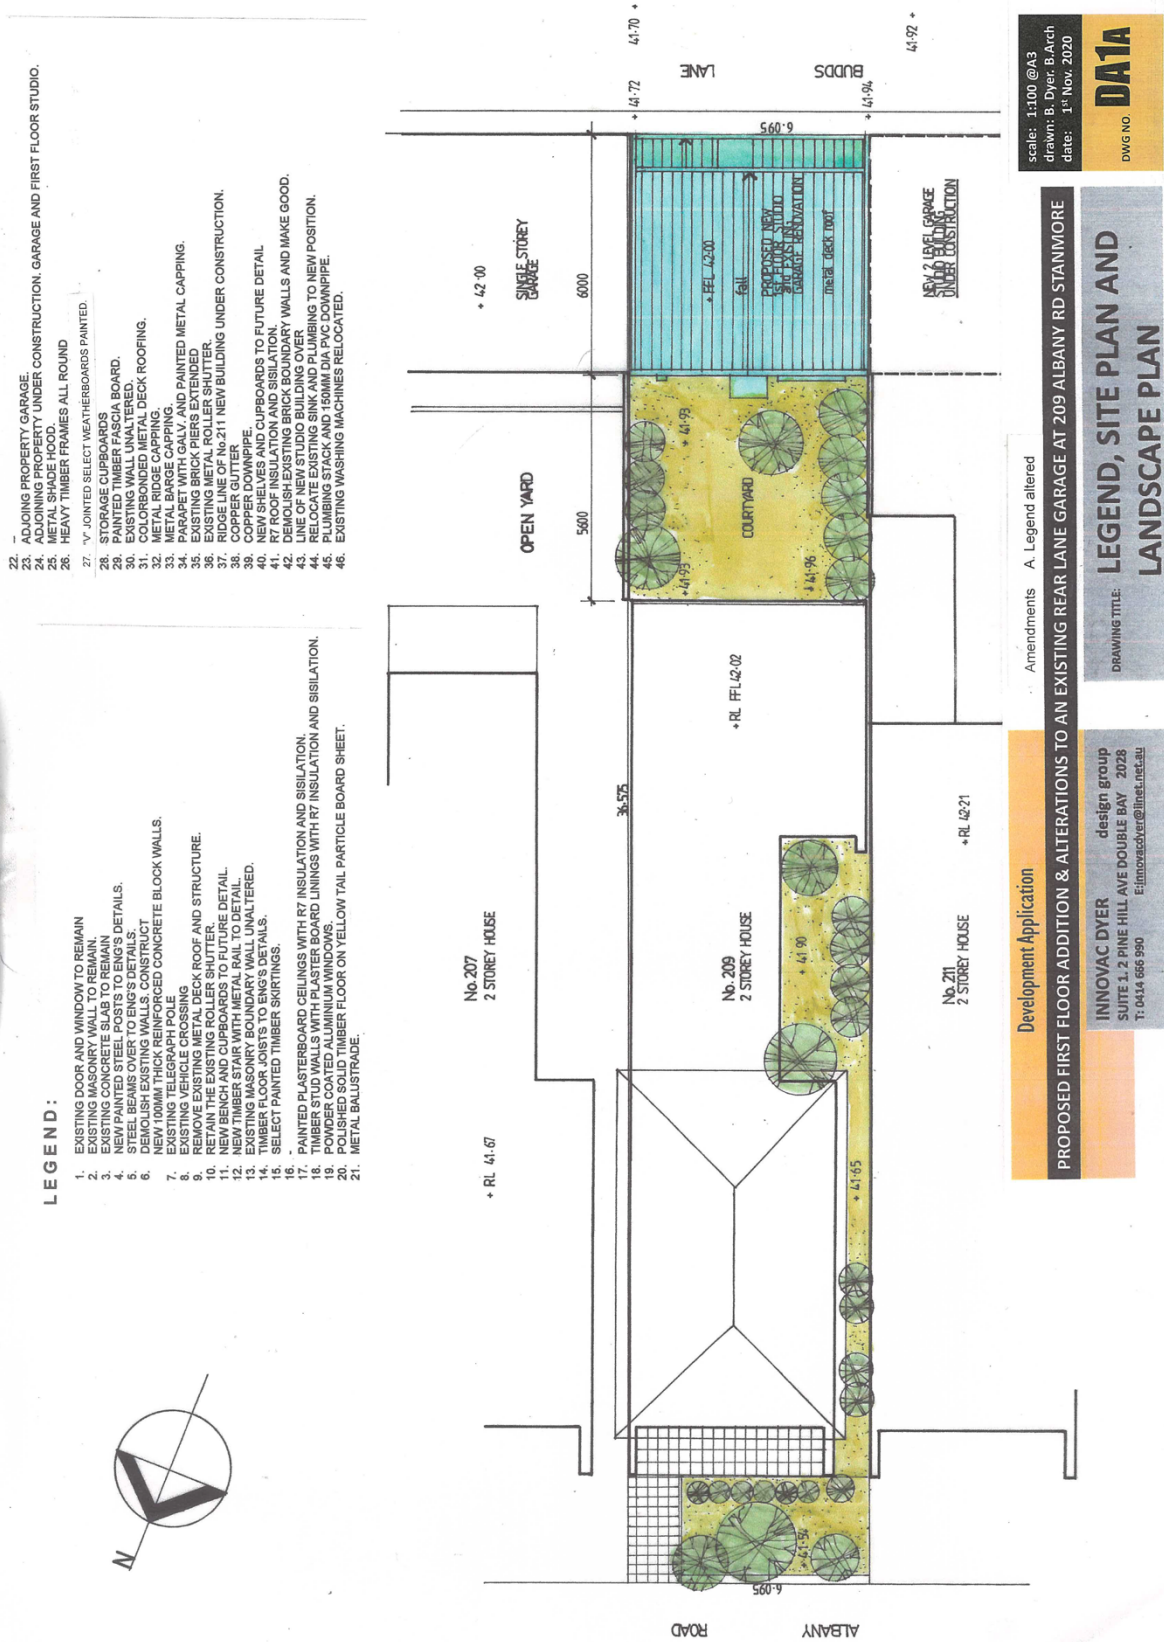 LEGEND:
1. EXISTING DOOR AND WINDOW TO REMAIN
2. EXISTING MASONRY WALL TO REMAIN.
3. EXISTING CONCRETE SLAB TO REMAIN
4. NEW PAINTED STEEL POSTS TO ENG'S DETAILS.
5. STEEL BEAMS OVER TO ENG'S DETAILS.
6. DEMOLISH EXISTING WALLS. CONSTRUCT
NEW 100MM THICK REINFORCED CONCRETE BLOCK WALLS.
7. EXISTING TELEGRAPH POLE
8. EXISTING VEHICLE CROSSING
9. REMOVE EXISTING METAL DECK ROOF AND STRUCTURE.
10. RETAIN THE EXISTING ROLLER SHUTTER.
11. NEW BENCH AND CUPBOARDS TO FUTURE DETAIL.
12. NEW TIMBER STAIR WITH METAL RAIL TO DETAIL.
13. EXISTING MASONRY BOUNDARY WALL UNALTERED.
14. TIMBER FLOOR JOISTS TO ENG'S DETAILS.
15. SELECT PAINTED TIMBER SKIRTINGS.
16. -
17. PAINTED PLASTERBOARD CEILINGS WITH R7 INSULATION AND SISILATION.
18. TIMBER STUD WALLS WITH PLASTER BOARD LININGS WITH R7 INSULATION AND SISILATION.
19. POWDER COATED ALUMINIUM WINDOWS.
20. POLISHED SOLID TIMBER FLOOR ON YELLOW TAIL PARTICLE BOARD SHEET.
21. METAL BALUSTRADE.
22. -
23. ADJOING PROPERTY GARAGE.
24. ADJOINING PROPERTY UNDER CONSTRUCTION. GARAGE AND FIRST FLOOR STUDIO.
25. METAL SHADE HOOD.
26. HEAVY TIMBER FRAMES ALL ROUND
27. "V" JOINTED SELECT WEATHERBOARDS PAINTED.
28. STORAGE CUPBOARDS
29. PAINTED TIMBER FASCIA BOARD.
30. EXISTING WALL UNALTERED.
31. COLORBONDED METAL DECK ROOFING.
32. METAL RIDGE CAPPING.
33. METAL BARGE CAPPING.
34. PARAPET WITH GALV. AND PAINTED METAL CAPPING.
35. EXISTING BRICK PIERS EXTENDED
36. EXISTING METAL ROLLER SHUTTER.
37. RIDGE LINE OF No.211 NEW BUILDING UNDER CONSTRUCTION.
38. COPPER GUTTER
39. COPPER DOWNPIPE.
40. NEW SHELVES AND CUPBOARDS TO FUTURE DETAIL
41. R7 ROOF INSULATION AND SISILATION.
42. DEMOLISH.EXISTING BRICK BOUNDARY WALLS AND MAKE GOOD.
43. LINE OF NEW STUDIO BUILDING OVER
44. RELOCATE EXISTING SINK AND PLUMBING TO NEW POSITION.
45. PLUMBING STACK AND 150MM DIA PVC DOWNPIPE.
46. EXISTING WASHING MACHINES RELOCATED.
N
+ RL 41·67
No.207
2 STOREY HOUSE
OPEN YARD
SINGLE STOREY
GARAGE
+ 42·00
5600
6000
36·575
ALBANY
ROAD
6·095
+ 41·54
+ 41·65
+ 41·90
No. 209
2 STOREY HOUSE
+RL FFL 42·02
+ 41·93
+ 41·96
COURTYARD
+ 41·93
+ FFL 42·00
fall
PROPOSED NEW
1st FLOOR STUDIO
and EXISTING
GARAGE RENOVATION
metal deck roof
6·095
+ 41·72
+ 41·70 +
LANE
BUDDS
+ 41·94
41·92 +
No. 211
2 STOREY HOUSE
+RL 42·21
NEW 2 LEVEL GARAGE
STUDIO BUILDING
UNDER CONSTRUCTION
Development Application
Amendments A. Legend altered
PROPOSED FIRST FLOOR ADDITION & ALTERATIONS TO AN EXISTING REAR LANE GARAGE AT 209 ALBANY RD STANMORE
INNOVAC DYER design group
SUITE 1. 2 PINE HILL AVE DOUBLE BAY 2028
T: 0414 666 990 E:innovacdyer@iinet.net.au
DRAWING TITLE:
LEGEND, SITE PLAN AND
LANDSCAPE PLAN
scale: 1:100 @A3
drawn: B. Dyer. B.Arch
date: 1st Nov. 2020
DWG NO. DA1A